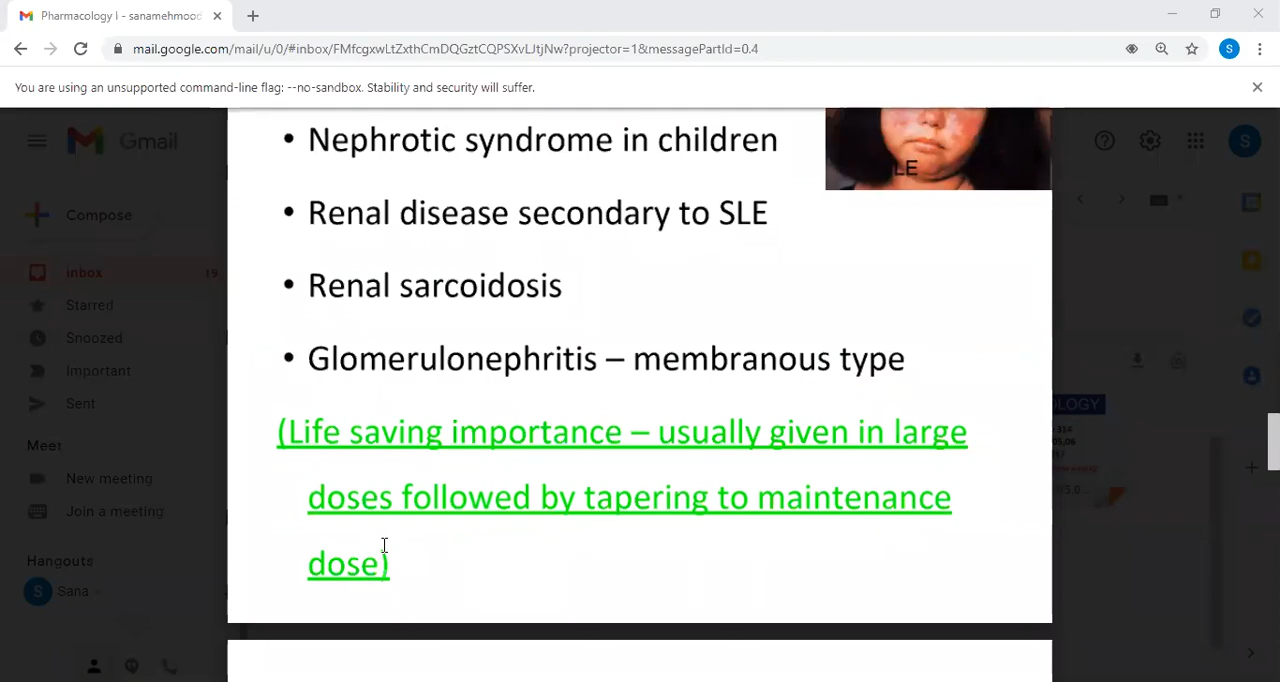 Pharmacology I - sanamehmood
mail.google.com/mail/u/0/#inbox/FMfcgxwLtZxthCmDQGztCQPSXvLJtjNw?projector=1&messagePartId=0.4
S
You are using an unsupported command-line flag: --no-sandbox. Stability and security will suffer.
Gmail
S
Compose
Inbox 19
Starred
Snoozed
Important
Sent
Meet
New meeting
Join a meeting
Hangouts
S Sana
• Nephrotic syndrome in children
LE
• Renal disease secondary to SLE
• Renal sarcoidosis
• Glomerulonephritis – membranous type
(Life saving importance – usually given in large
doses followed by tapering to maintenance
dose)